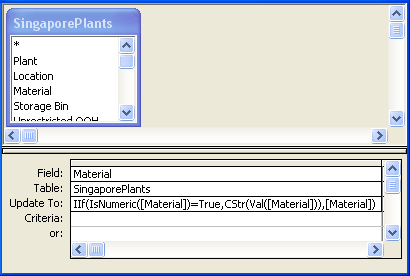 SingaporePlants
*
Plant
Location
Material
Storage Bin
Unrestricted OOH
Field: Material
Table: SingaporePlants
Update To: IIf(IsNumeric([Material])=True,CStr(Val([Material])),[Material])
Criteria:
or: